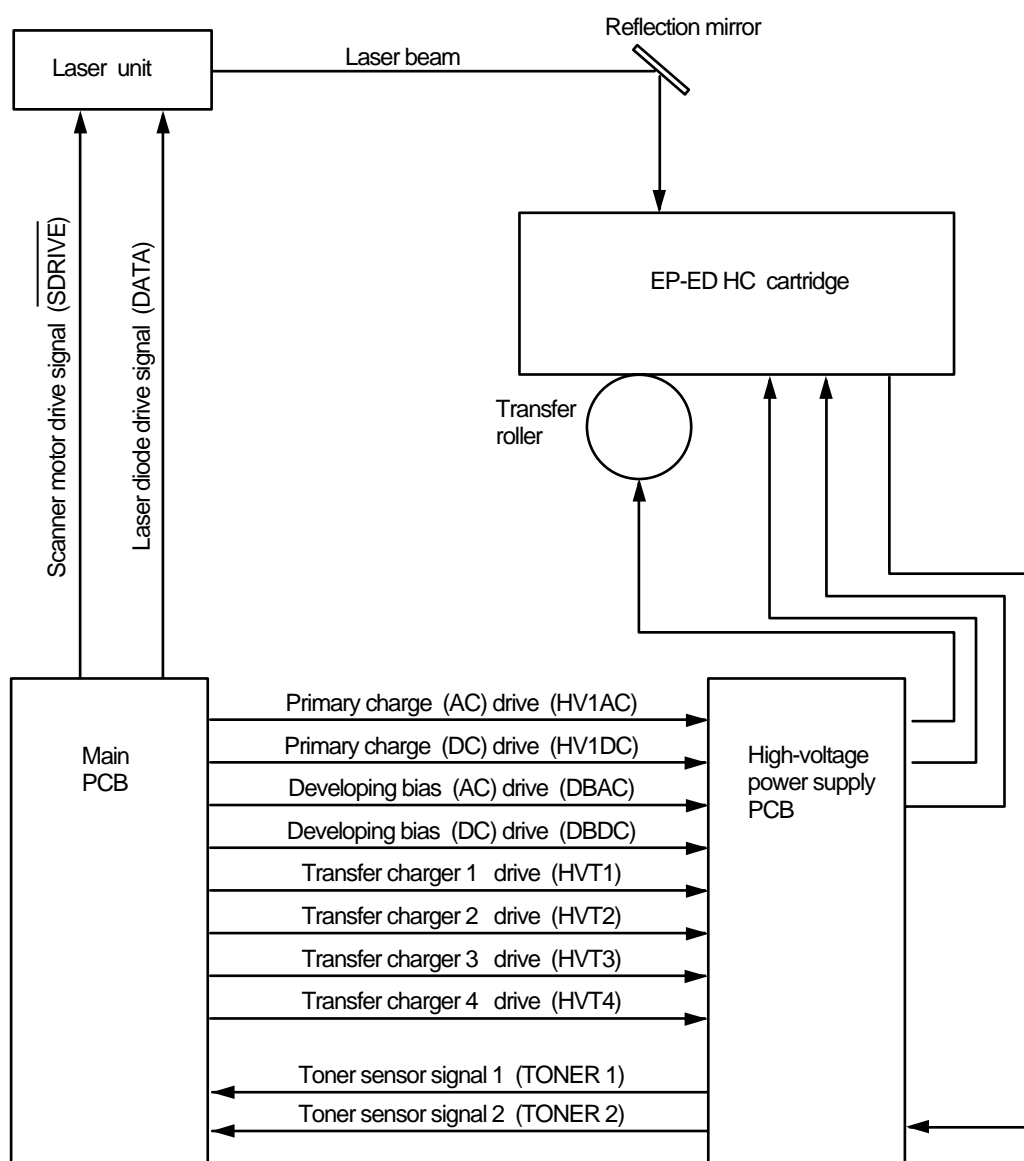 Reflection mirror
Laser unit
Laser beam
EP-ED HC cartridge
Scanner motor drive signal (SDRIVE)
Laser diode drive signal (DATA)
Transfer
roller
Main
PCB
Primary charge (AC) drive (HV1AC)
Primary charge (DC) drive (HV1DC)
Developing bias (AC) drive (DBAC)
Developing bias (DC) drive (DBDC)
Transfer charger 1 drive (HVT1)
Transfer charger 2 drive (HVT2)
Transfer charger 3 drive (HVT3)
Transfer charger 4 drive (HVT4)
Toner sensor signal 1 (TONER 1)
Toner sensor signal 2 (TONER 2)
High-voltage
power supply
PCB